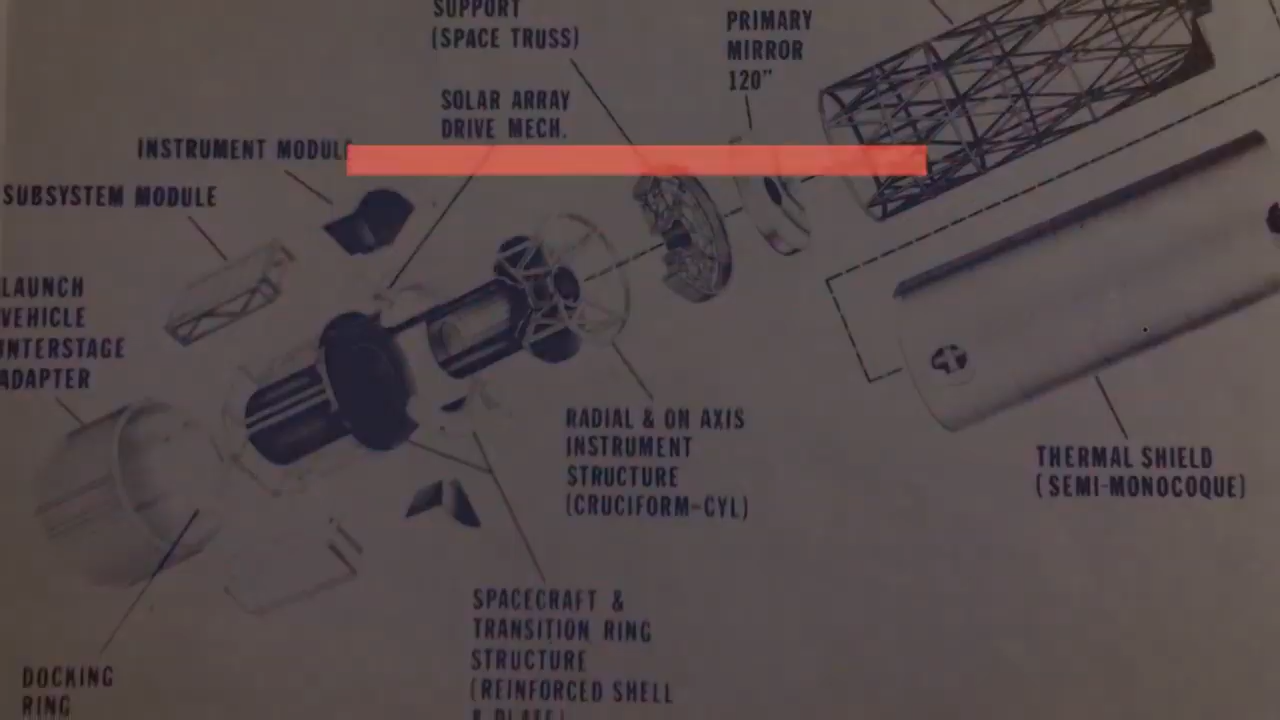 SUPPORT
(SPACE TRUSS)
PRIMARY
MIRROR
120"
SOLAR ARRAY
DRIVE MECH.
INSTRUMENT MODULE
SUBSYSTEM MODULE
LAUNCH
VEHICLE
INTERSTAGE
ADAPTER
RADIAL & ON AXIS
INSTRUMENT
STRUCTURE
(CRUCIFORM-CYL)
THERMAL SHIELD
(SEMI-MONOCOQUE)
SPACECRAFT &
TRANSITION RING
STRUCTURE
(REINFORCED SHELL
& PLATE)
DOCKING
RING